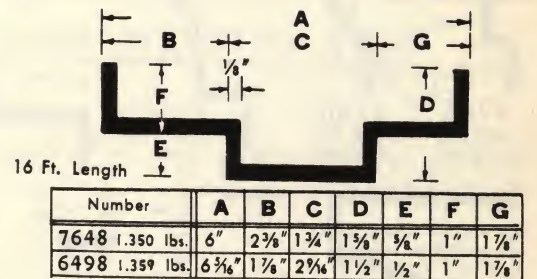 A
B C G
1/8"
F D
E
16 Ft. Length
Number A B C D E F G
7648 1.350 lbs. 6" 2 3/8" 1 3/4" 1 5/8" 5/8" 1" 1 7/8"
6498 1.359 lbs. 6 5/16" 1 7/8" 2 9/16" 1 1/2" 1/2" 1" 1 7/8"